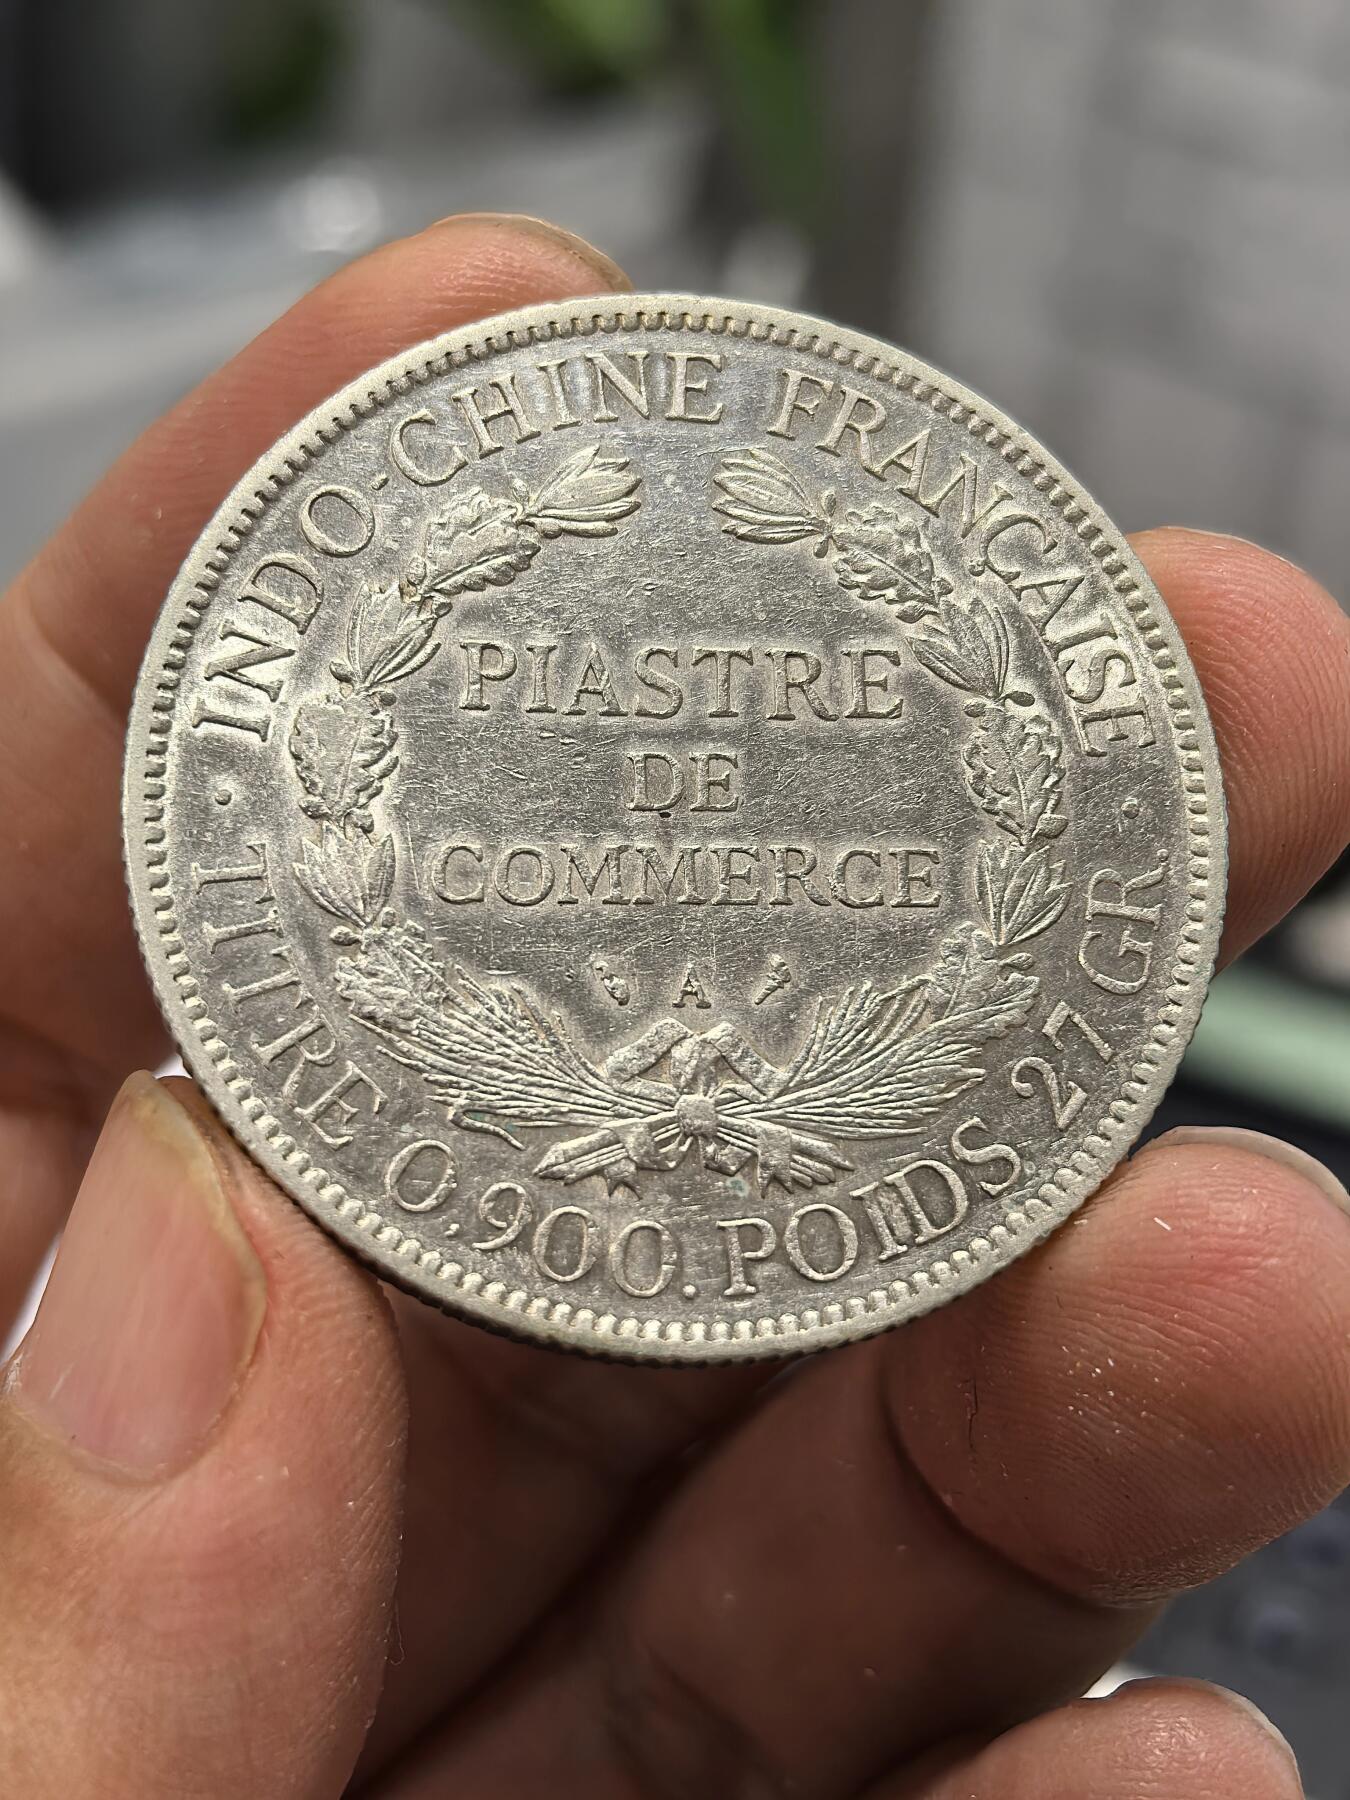 INDO-CHINE FRANÇAISE
PIASTRE
DE
COMMERCE
A
TITRE 0,900. POIDS 27 GR.